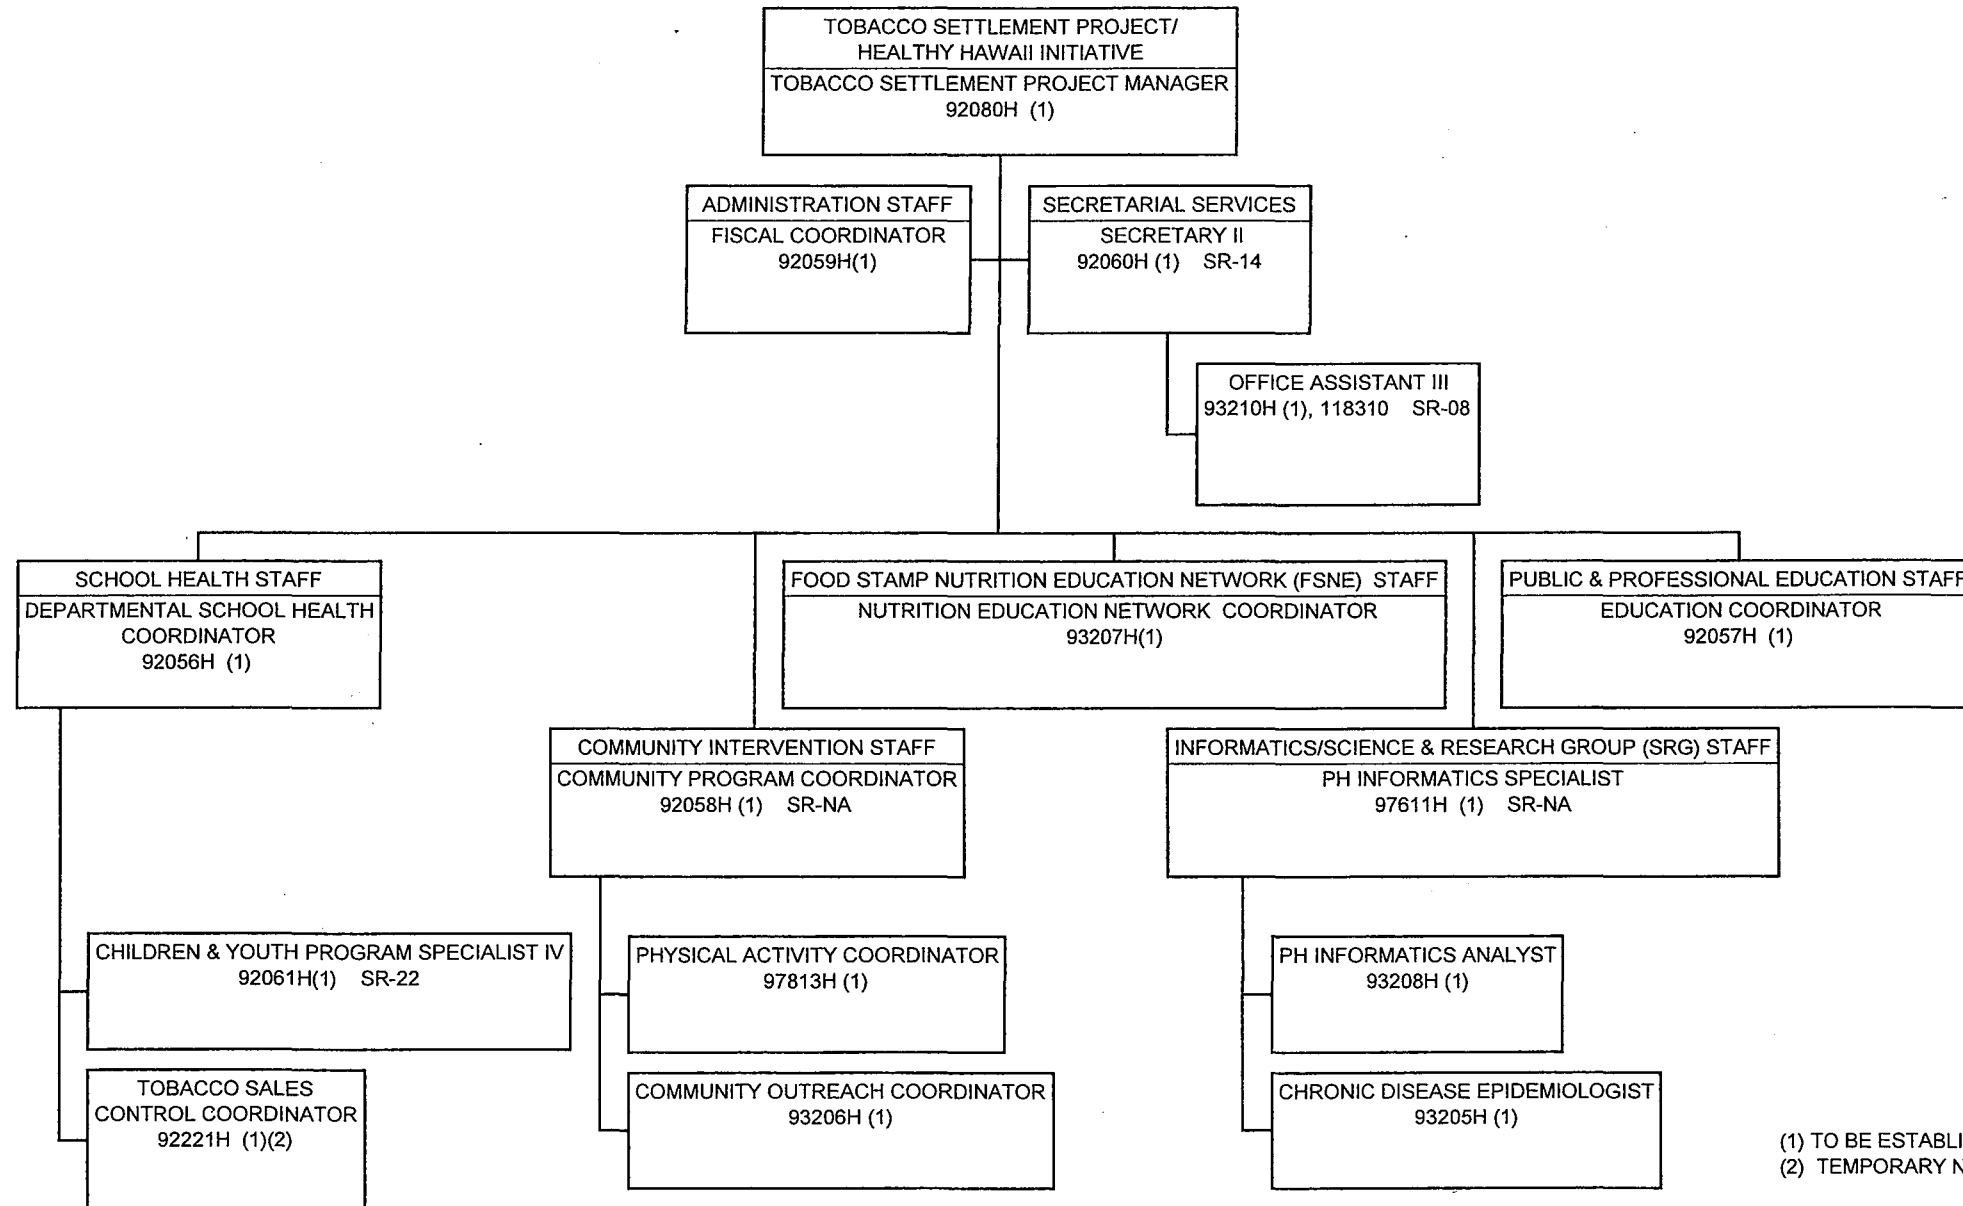 TOBACCO SETTLEMENT PROJECT/
HEALTHY HAWAII INITIATIVE
TOBACCO SETTLEMENT PROJECT MANAGER
92080H (1)
ADMINISTRATION STAFF
FISCAL COORDINATOR
92059H(1)
SECRETARIAL SERVICES
SECRETARY II
92060H (1) SR-14
OFFICE ASSISTANT III
93210H (1), 118310 SR-08
SCHOOL HEALTH STAFF
DEPARTMENTAL SCHOOL HEALTH
COORDINATOR
92056H (1)
FOOD STAMP NUTRITION EDUCATION NETWORK (FSNE) STAFF
NUTRITION EDUCATION NETWORK COORDINATOR
93207H(1)
PUBLIC & PROFESSIONAL EDUCATION STAFF
EDUCATION COORDINATOR
92057H (1)
COMMUNITY INTERVENTION STAFF
COMMUNITY PROGRAM COORDINATOR
92058H (1) SR-NA
INFORMATICS/SCIENCE & RESEARCH GROUP (SRG) STAFF
PH INFORMATICS SPECIALIST
97611H (1) SR-NA
CHILDREN & YOUTH PROGRAM SPECIALIST IV
92061H(1) SR-22
PHYSICAL ACTIVITY COORDINATOR
97813H (1)
PH INFORMATICS ANALYST
93208H (1)
TOBACCO SALES
CONTROL COORDINATOR
92221H (1)(2)
COMMUNITY OUTREACH COORDINATOR
93206H (1)
CHRONIC DISEASE EPIDEMIOLOGIST
93205H (1)
(1) TO BE ESTABLI
(2) TEMPORARY N